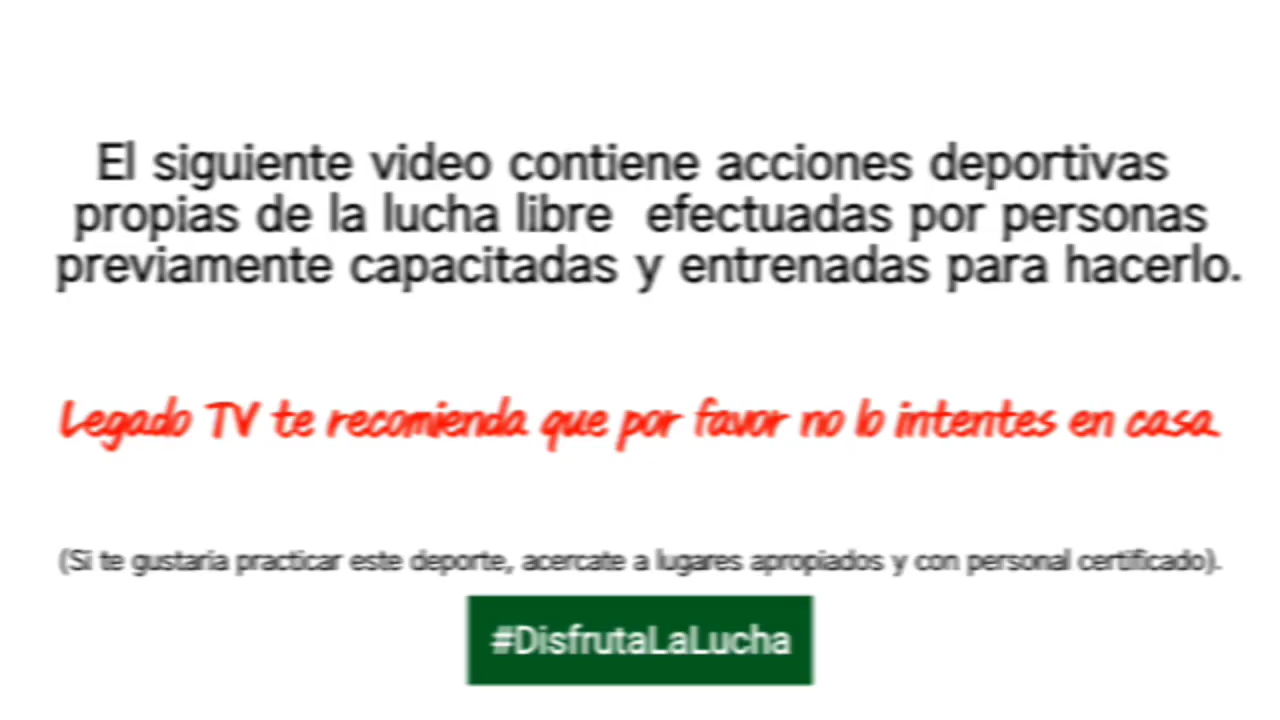 El siguiente video contiene acciones deportivas
propias de la lucha libre efectuadas por personas
previamente capacitadas y entrenadas para hacerlo.
Legado TV te recomienda que por favor no lo intentes en casa
(Si te gustaria practicar este deporte, acercate a lugares apropiados y con personal certificado).
#DisfrutaLaLucha